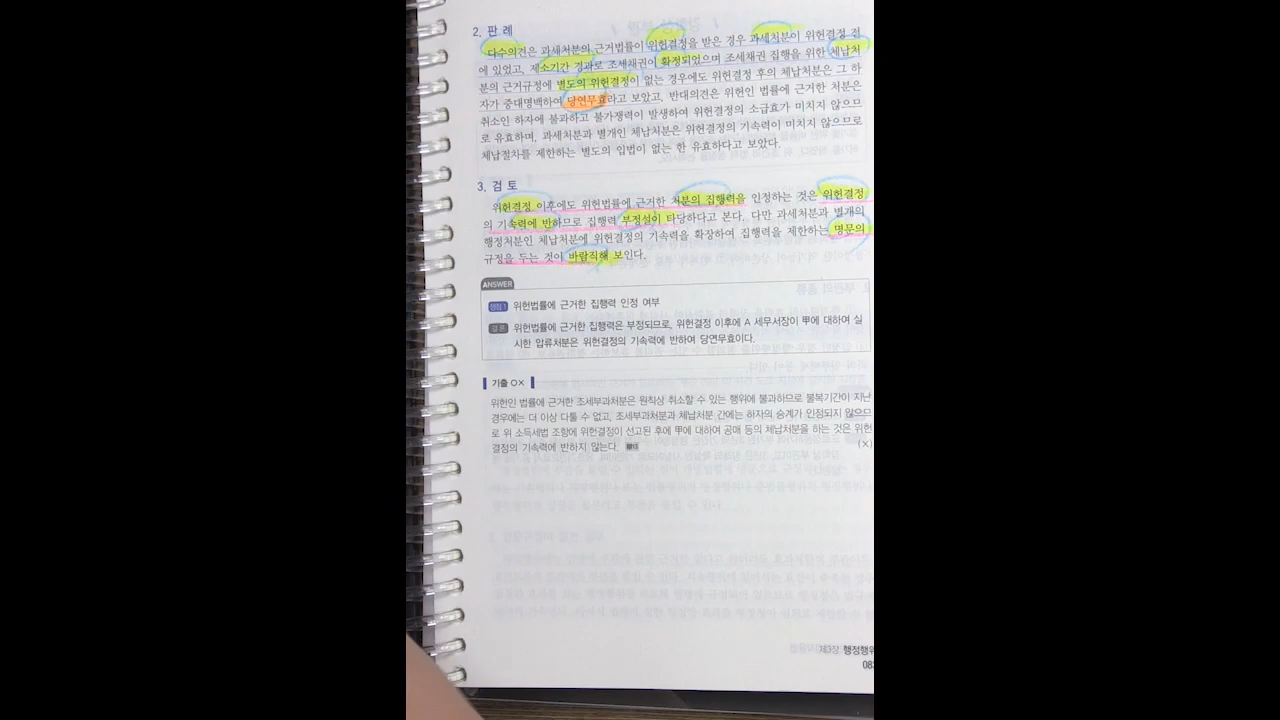 2. 판 례
다수의견은 과세처분의 근거법률이 위헌결정을 받은 경우 과세처분이 위헌결정 전
에 있었고, 제소기간 경과로 조세채권이 확정되었으며 조세채권 집행을 위한 체납처
분의 근거규정에 별도의 위헌결정이 없는 경우에도 위헌결정 후의 체납처분은 그 하
자가 중대명백하여 당연무효라고 보았고, 반대의견은 위헌인 법률에 근거한 처분은
취소인 하자에 불과하고 불가쟁력이 발생하여 위헌결정의 소급효가 미치지 않으므
로 유효하며, 과세처분과 별개인 체납처분은 위헌결정의 기속력이 미치지 않으므로
체납절차를 제한하는 별도의 입법이 없는 한 유효하다고 보았다.
3. 검 토
위헌결정 이후에도 위헌법률에 근거한 처분의 집행력을 인정하는 것은 위헌결정
의 기속력에 반하므로 집행력 부정설이 타당하다고 본다. 다만 과세처분과 별개의
행정처분인 체납처분에 위헌결정의 기속력을 확장하여 집행력을 제한하는 명문의
규정을 두는 것이 바람직해 보인다.
ANSWER
쟁점 1 위헌법률에 근거한 집행력 인정 여부
결 론 위헌법률에 근거한 집행력은 부정되므로, 위헌결정 이후에 A 세무서장이 甲에 대하여 실
시한 압류처분은 위헌결정의 기속력에 반하여 당연무효이다.
기출 O×
위헌인 법률에 근거한 조세부과처분은 원칙상 취소할 수 있는 행위에 불과하므로 불복기간이 지난
경우에는 더 이상 다툴 수 없고, 조세부과처분과 체납처분 간에는 하자의 승계가 인정되지 않으므
로 위 소득세법 조항에 위헌결정이 선고된 후에 甲에 대하여 공매 등의 체납처분을 하는 것은 위헌
결정의 기속력에 반하지 않는다.
(×)
제3장 행정행위